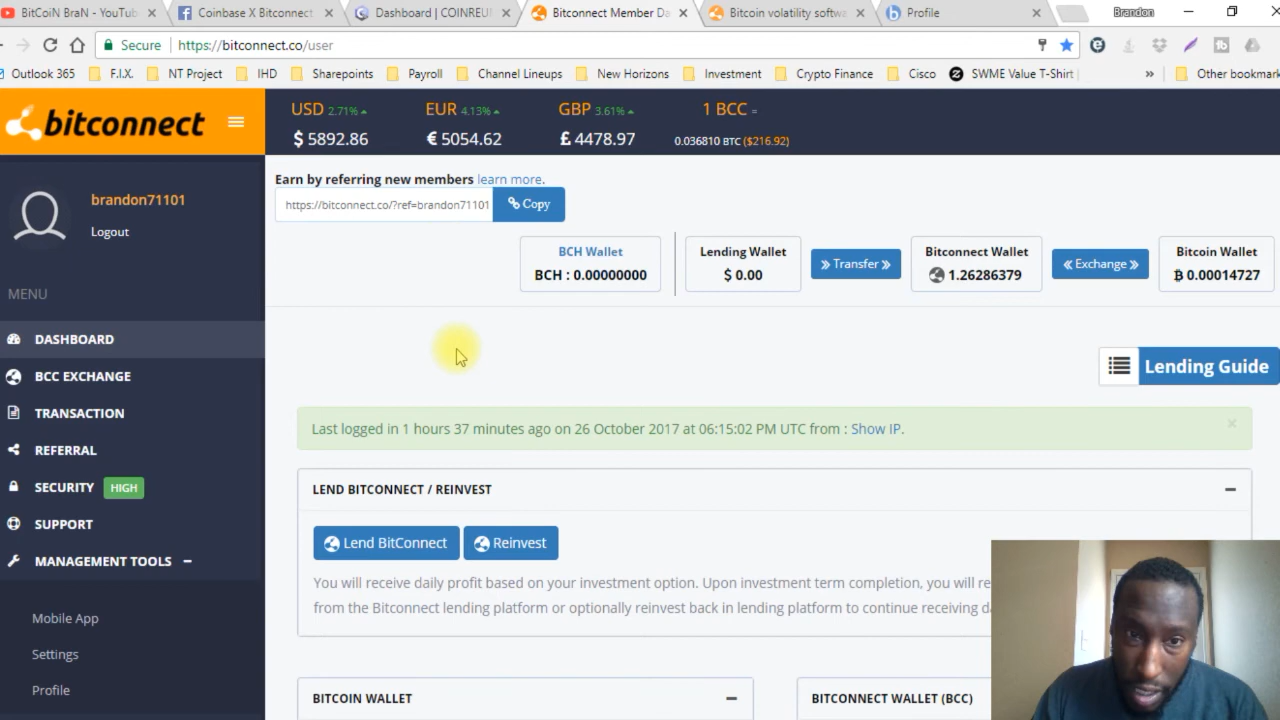 BitCoiN BraN - YouTub
Coinbase X Bitconnect
Dashboard | COINREU
Bitconnect Member Da
Bitcoin volatility softwa
Profile
Brandon
Secure
https://bitconnect.co/user
Outlook 365
F.I.X.
NT Project
IHD
Sharepoints
Payroll
Channel Lineups
New Horizons
Investment
Crypto Finance
Cisco
SWME Value T-Shirt
»
Other bookmark
bitconnect
USD 2.71%
$ 5892.86
EUR 4.13%
€ 5054.62
GBP 3.61%
£ 4478.97
1 BCC =
0.036810 BTC ($216.92)
brandon71101
Logout
MENU
DASHBOARD
BCC EXCHANGE
TRANSACTION
REFERRAL
SECURITY HIGH
SUPPORT
MANAGEMENT TOOLS −
Mobile App
Settings
Profile
Earn by referring new members learn more.
https://bitconnect.co/?ref=brandon71101
Copy
BCH Wallet
BCH : 0.00000000
Lending Wallet
$ 0.00
» Transfer »
Bitconnect Wallet
1.26286379
« Exchange »
Bitcoin Wallet
0.00014727
Lending Guide
Last logged in 1 hours 37 minutes ago on 26 October 2017 at 06:15:02 PM UTC from : Show IP.
LEND BITCONNECT / REINVEST
Lend BitConnect
Reinvest
You will receive daily profit based on your investment option. Upon investment term completion, you will re
from the Bitconnect lending platform or optionally reinvest back in lending platform to continue receiving d
BITCOIN WALLET
BITCONNECT WALLET (BCC)